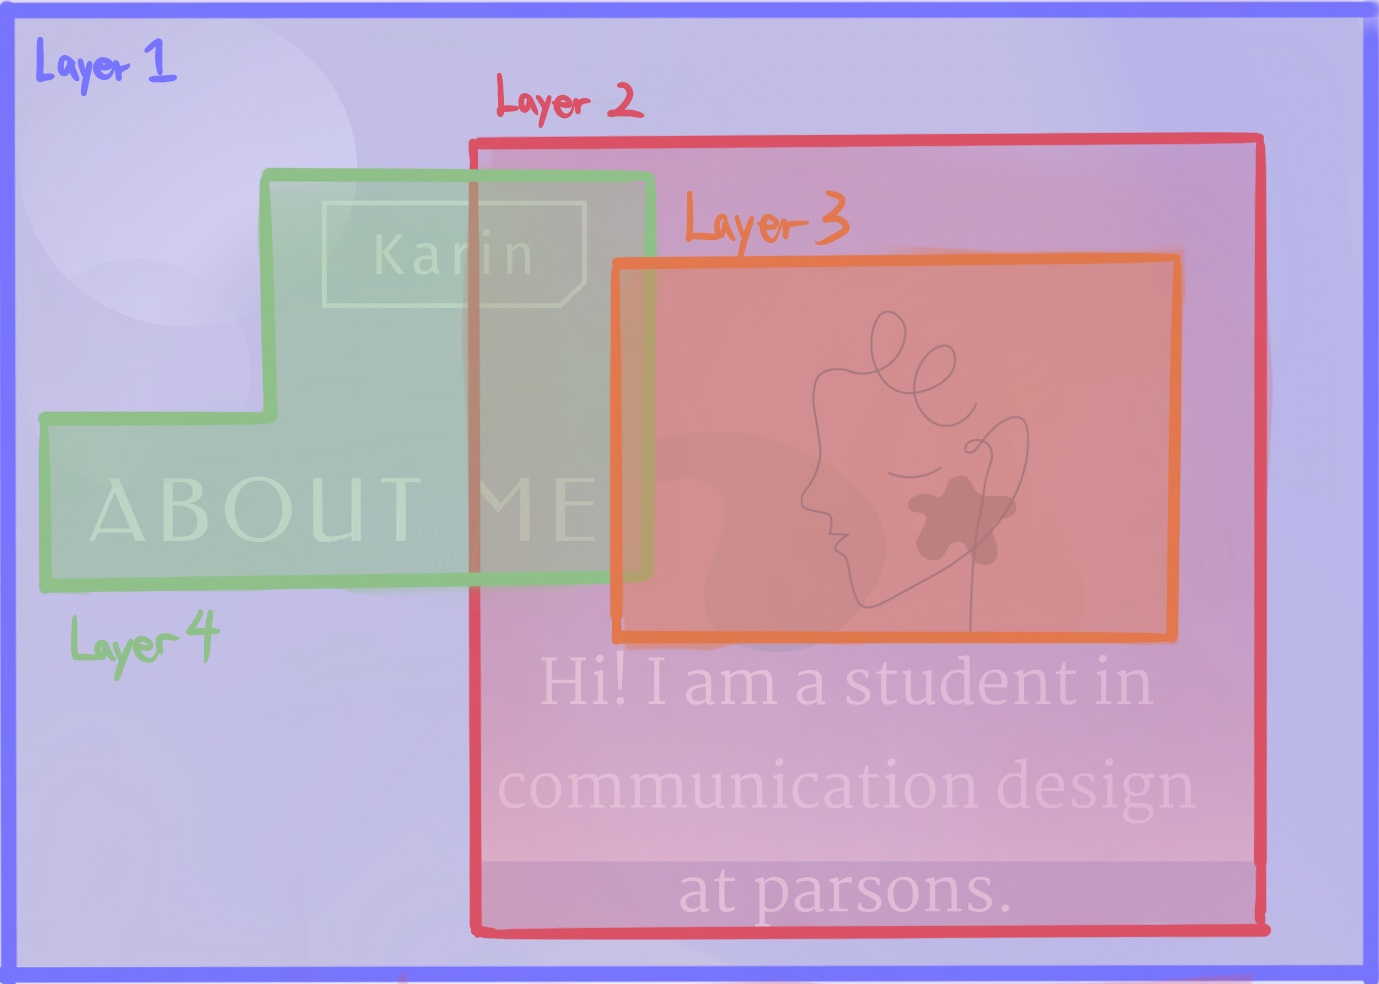 Layer 1
Layer 2
Karin
Layer 3
ABOUT ME
Layer 4
Hi! I am a student in
communication design
at parsons.